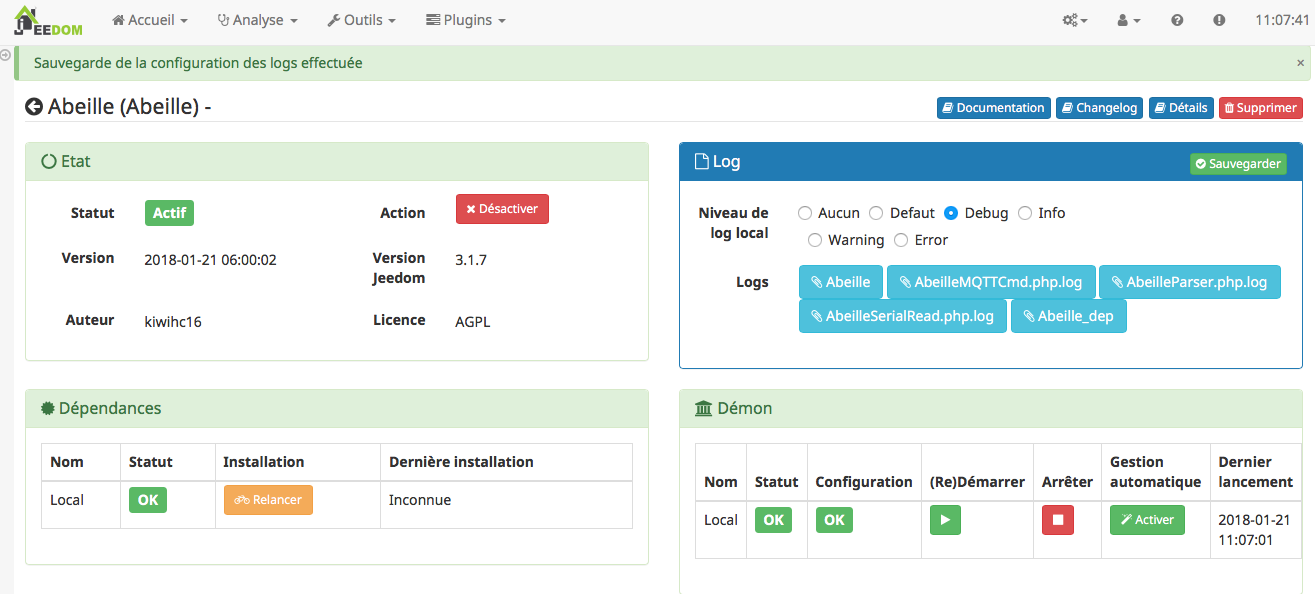 JEEDOM Accueil Analyse Outils Plugins 11:07:41
Sauvegarde de la configuration des logs effectuée ×
Abeille (Abeille) - Documentation Changelog Détails Supprimer
Etat
Statut Actif Action Désactiver
Version 2018-01-21 06:00:02 Version Jeedom 3.1.7
Auteur kiwihc16 Licence AGPL
Log Sauvegarder
Niveau de log local Aucun Defaut Debug Info
Warning Error
Logs Abeille AbeilleMQTTCmd.php.log AbeilleParser.php.log
AbeilleSerialRead.php.log Abeille_dep
Dépendances
Nom Statut Installation Dernière installation
Local OK Relancer Inconnue
Démon
Nom Statut Configuration (Re)Démarrer Arrêter Gestion automatique Dernier lancement
Local OK OK Activer 2018-01-21 11:07:01